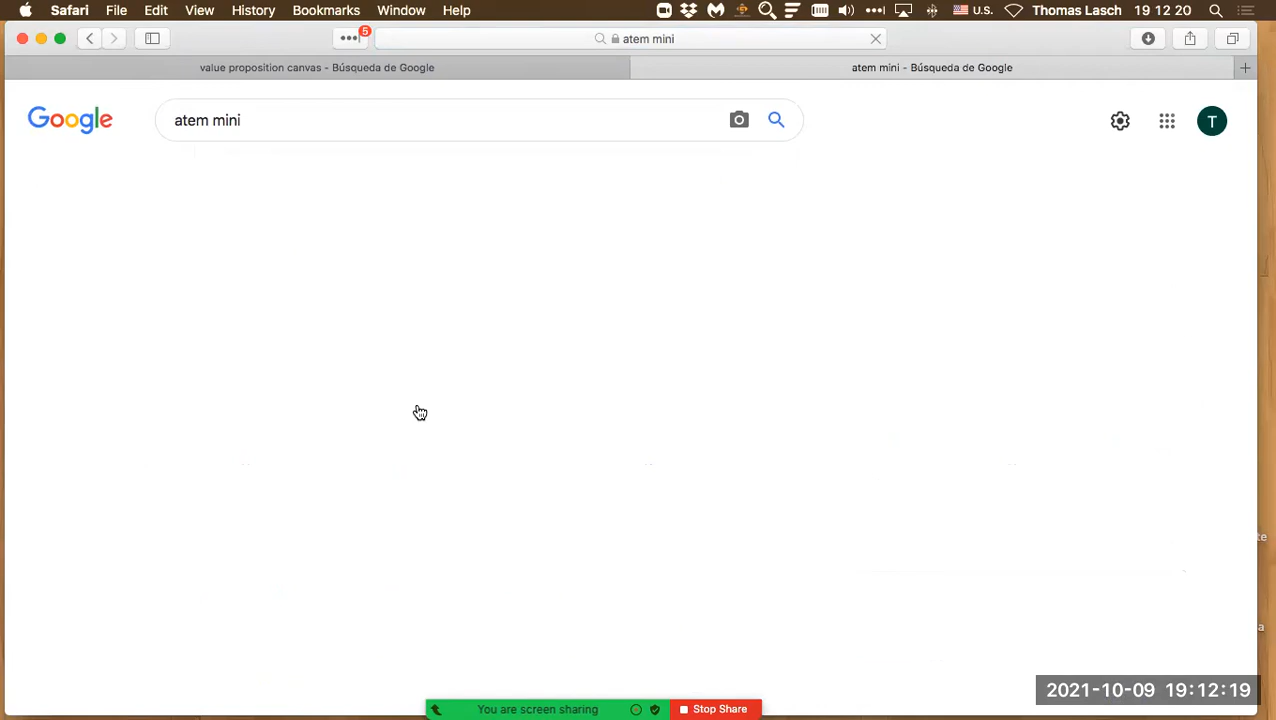 Safari File Edit View History Bookmarks Window Help U.S. Thomas Lasch 19 12 20
5
atem mini
value proposition canvas - Búsqueda de Google
atem mini - Búsqueda de Google
Google
atem mini
T
te
a
2021-10-09 19:12:19
You are screen sharing
Stop Share